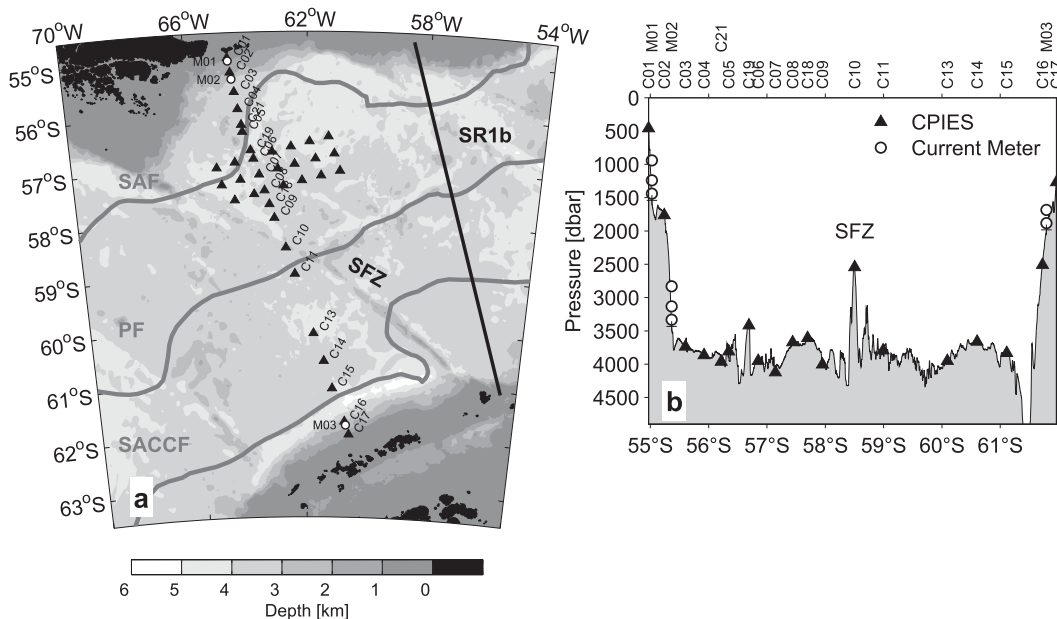 70°W
66°W
62°W
58°W
54°W
55°S
56°S
57°S
58°S
59°S
60°S
61°S
62°S
63°S
M01
M02
C02
C03
C04
C21
C05
C19
C06
C07
C08
C18
C09
C10
C11
C13
C14
C15
C16
M03
C17
SR1b
SAF
PF
SACCF
SFZ
a
6 5 4 3 2 1 0
Depth [km]
M01
M02
C21
M03
C01
C02
C03
C04
C05
C19
C06
C07
C08
C18
C09
C10
C11
C13
C14
C15
C16
C17
0
500
1000
1500
2000
2500
3000
3500
4000
4500
Pressure [dbar]
CPIES
Current Meter
SFZ
b
55°S 56°S 57°S 58°S 59°S 60°S 61°S